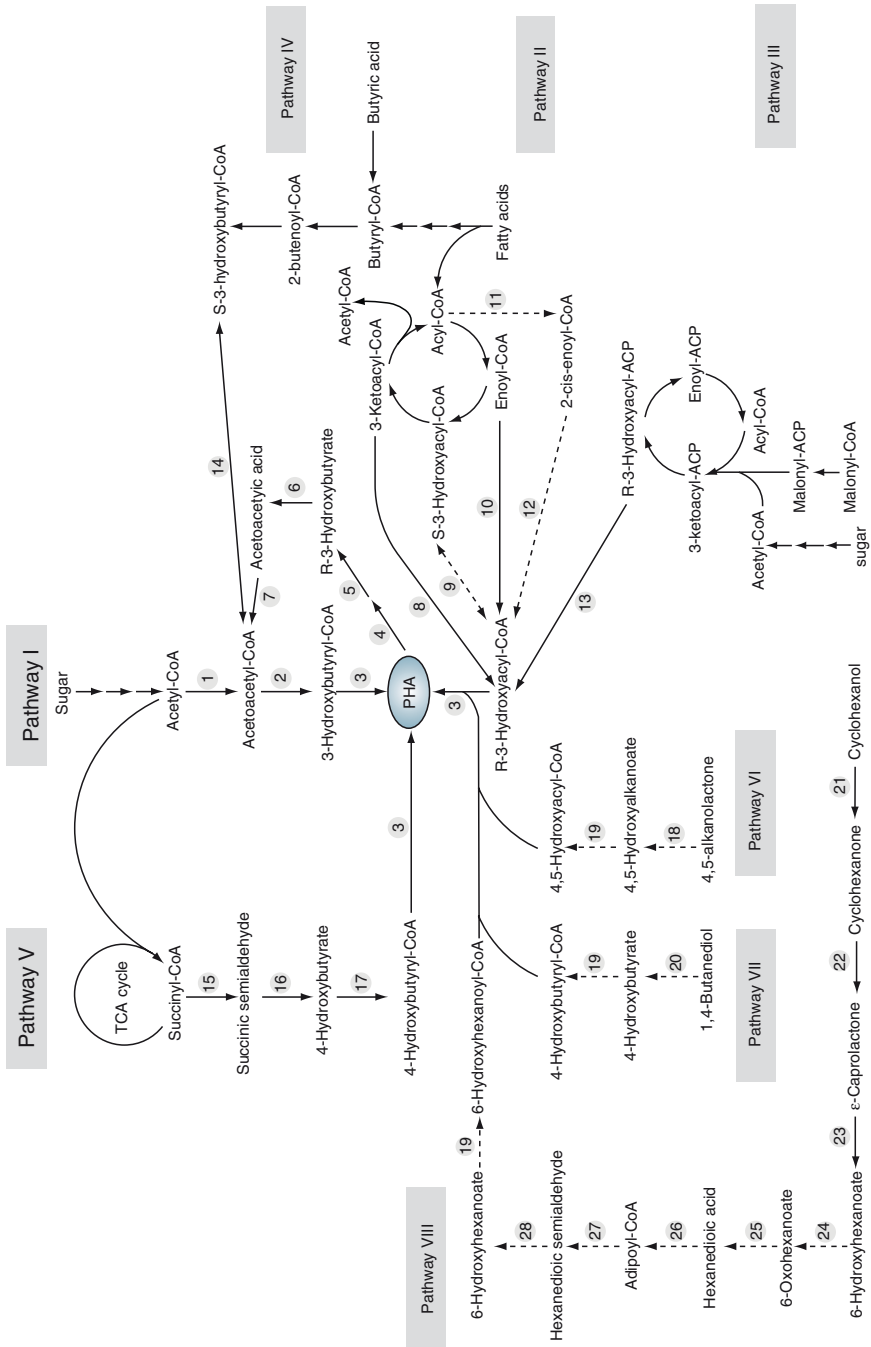 Pathway V
Pathway I
TCA cycle
Sugar
Succinyl-CoA
Acetyl-CoA
15
1
Succinic semialdehyde
Acetoacetyl-CoA
16
2
4-Hydroxybutyrate
3-Hydroxybutyryl-CoA
17
3
4-Hydroxybutyryl-CoA
3
PHA
4
5
R-3-Hydroxybutyrate
6
Acetoacetyic acid
7
14
S-3-hydroxybutyryl-CoA
2-butenoyl-CoA
Butyryl-CoA
Butyric acid
Pathway IV
Fatty acids
Acetyl-CoA
3-Ketoacyl-CoA
Acyl-CoA
S-3-Hydroxyacyl-CoA
Enoyl-CoA
11
2-cis-enoyl-CoA
Pathway II
8
9
10
12
R-3-Hydroxyacyl-CoA
3
13
R-3-Hydroxyacyl-ACP
Enoyl-ACP
3-ketoacyl-ACP
Acyl-CoA
Acetyl-CoA
Malonyl-ACP
sugar
Malonyl-CoA
Pathway III
Pathway VIII
6-Hydroxyhexanoate
19
6-Hydroxyhexanoyl-CoA
28
Hexanedioic semialdehyde
27
Adipoyl-CoA
26
Hexanedioic acid
25
6-Oxohexanoate
24
6-Hydroxyhexanoate
23
ε-Caprolactone
22
Cyclohexanone
21
Cyclohexanol
4-Hydroxybutyryl-CoA
19
4-Hydroxybutyrate
20
1,4-Butanediol
Pathway VII
4,5-Hydroxyacyl-CoA
19
4,5-Hydroxyalkanoate
18
4,5-alkanolactone
Pathway VI